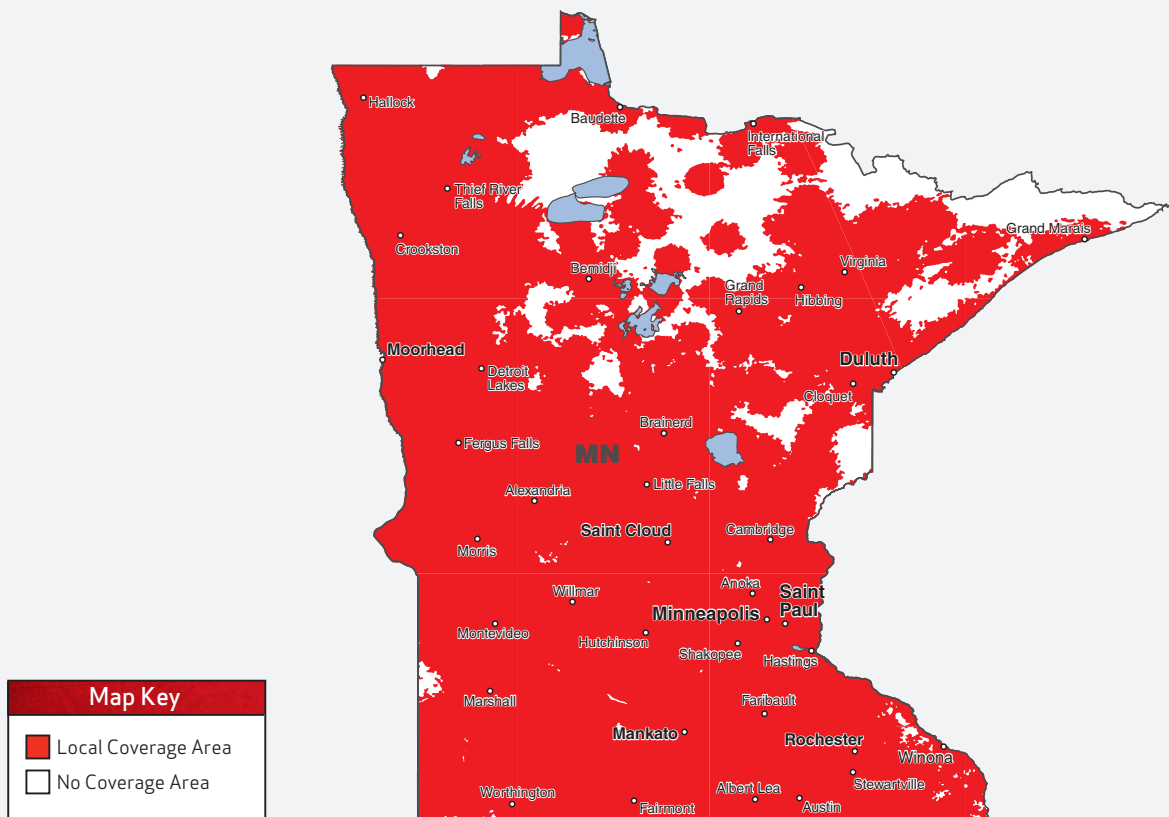 Hallock
Baudette
International
Falls
Thief River
Falls
Crookston
Grand Marais
Bemidji
Virginia
Grand
Rapids
Hibbing
Moorhead
Duluth
Detroit
Lakes
Cloquet
Brainerd
Fergus Falls
MN
Little Falls
Alexandria
Saint Cloud
Cambridge
Morris
Anoka
Saint
Paul
Willmar
Minneapolis
Montevideo
Hutchinson
Shakopee
Hastings
Map Key
Local Coverage Area
No Coverage Area
Marshall
Faribault
Mankato
Rochester
Winona
Stewartville
Worthington
Fairmont
Albert Lea
Austin